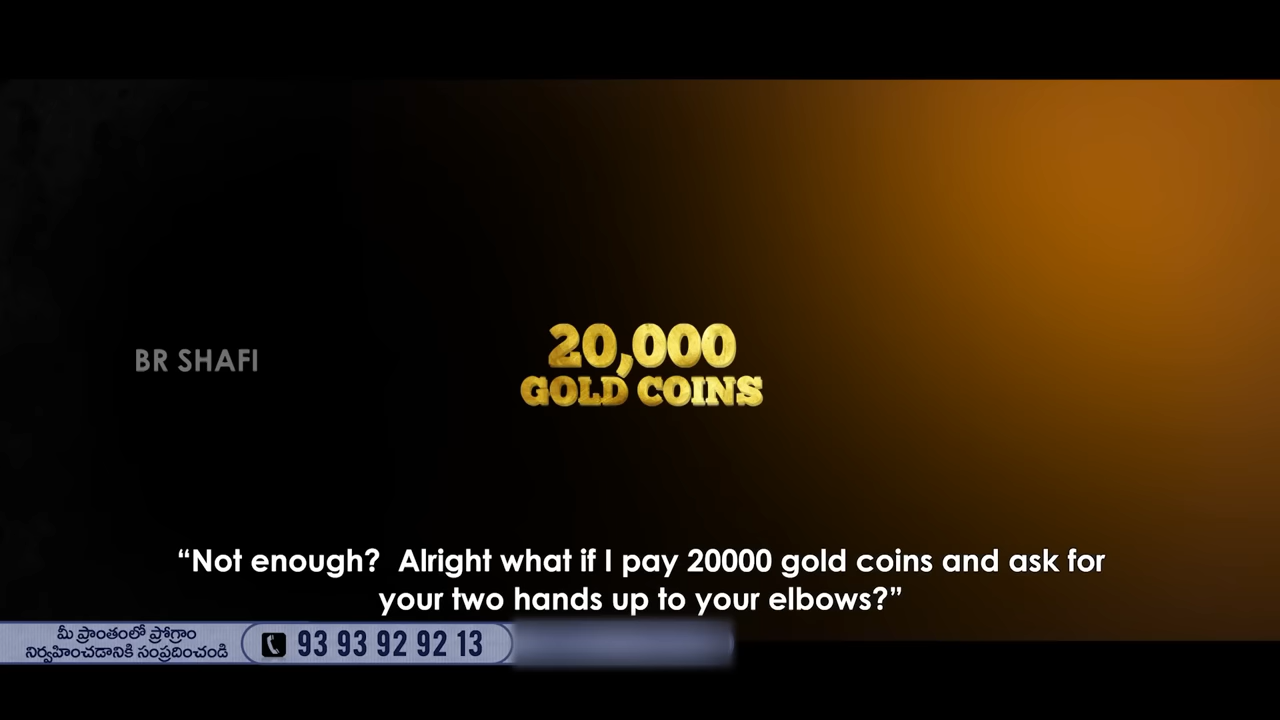 BR SHAFI
20,000
GOLD COINS
“Not enough?  Alright what if I pay 20000 gold coins and ask for
your two hands up to your elbows?”
మీ ప్రాంతంలో ప్రోగ్రాం
నిర్వహించడానికి సంప్రదించండి
93 93 92 92 13